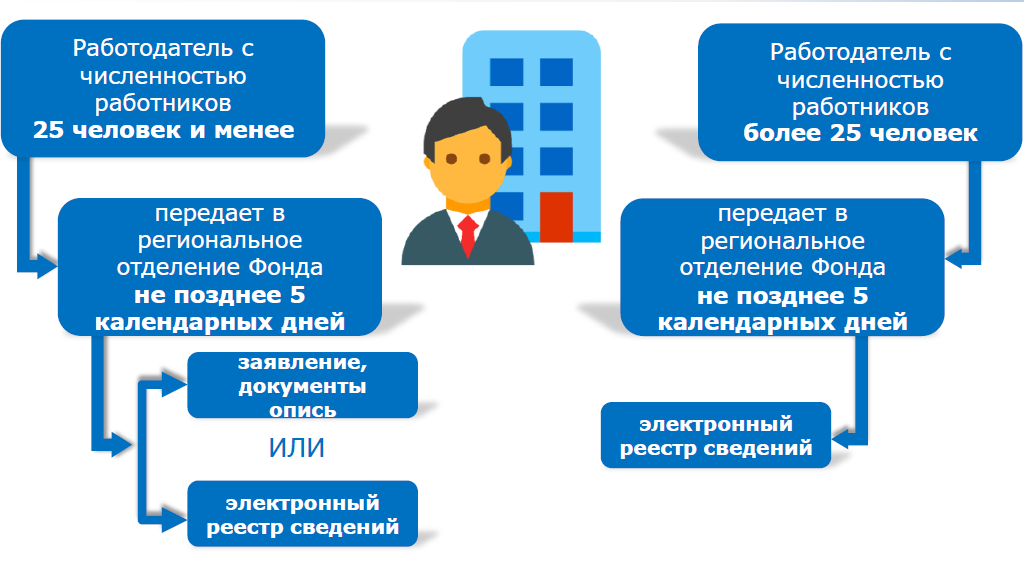 Работодатель с
численностью
работников
25 человек и менее
передает в
региональное
отделение Фонда
не позднее 5
календарных дней
заявление,
документы
опись
ИЛИ
электронный
реестр сведений
Работодатель с
численностью
работников
более 25 человек
передает в
региональное
отделение Фонда
не позднее 5
календарных дней
электронный
реестр сведений